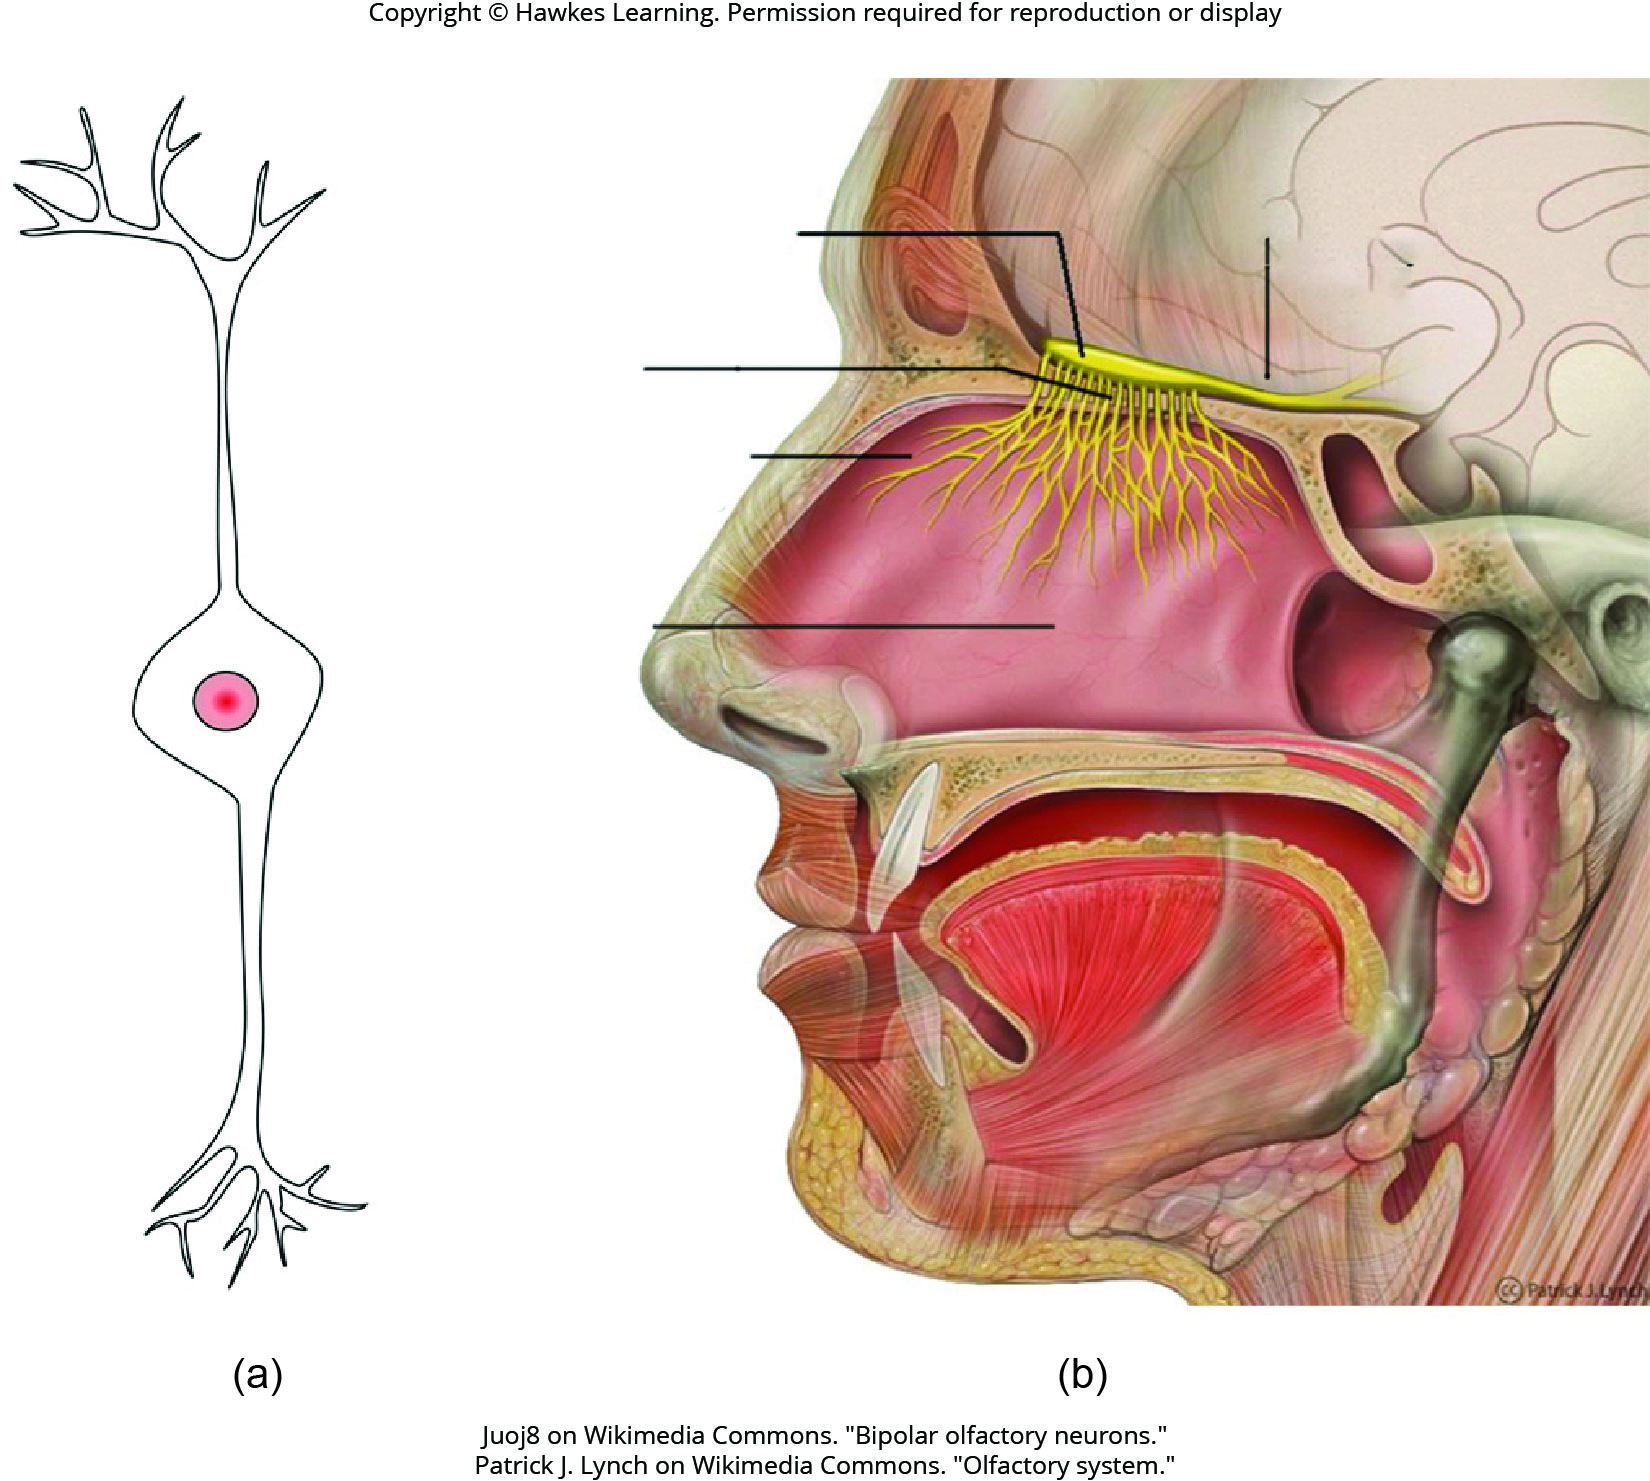 Copyright © Hawkes Learning. Permission required for reproduction or display
cc Patrick J. Lynch
(a)
(b)
Juoj8 on Wikimedia Commons. "Bipolar olfactory neurons."
Patrick J. Lynch on Wikimedia Commons. "Olfactory system."